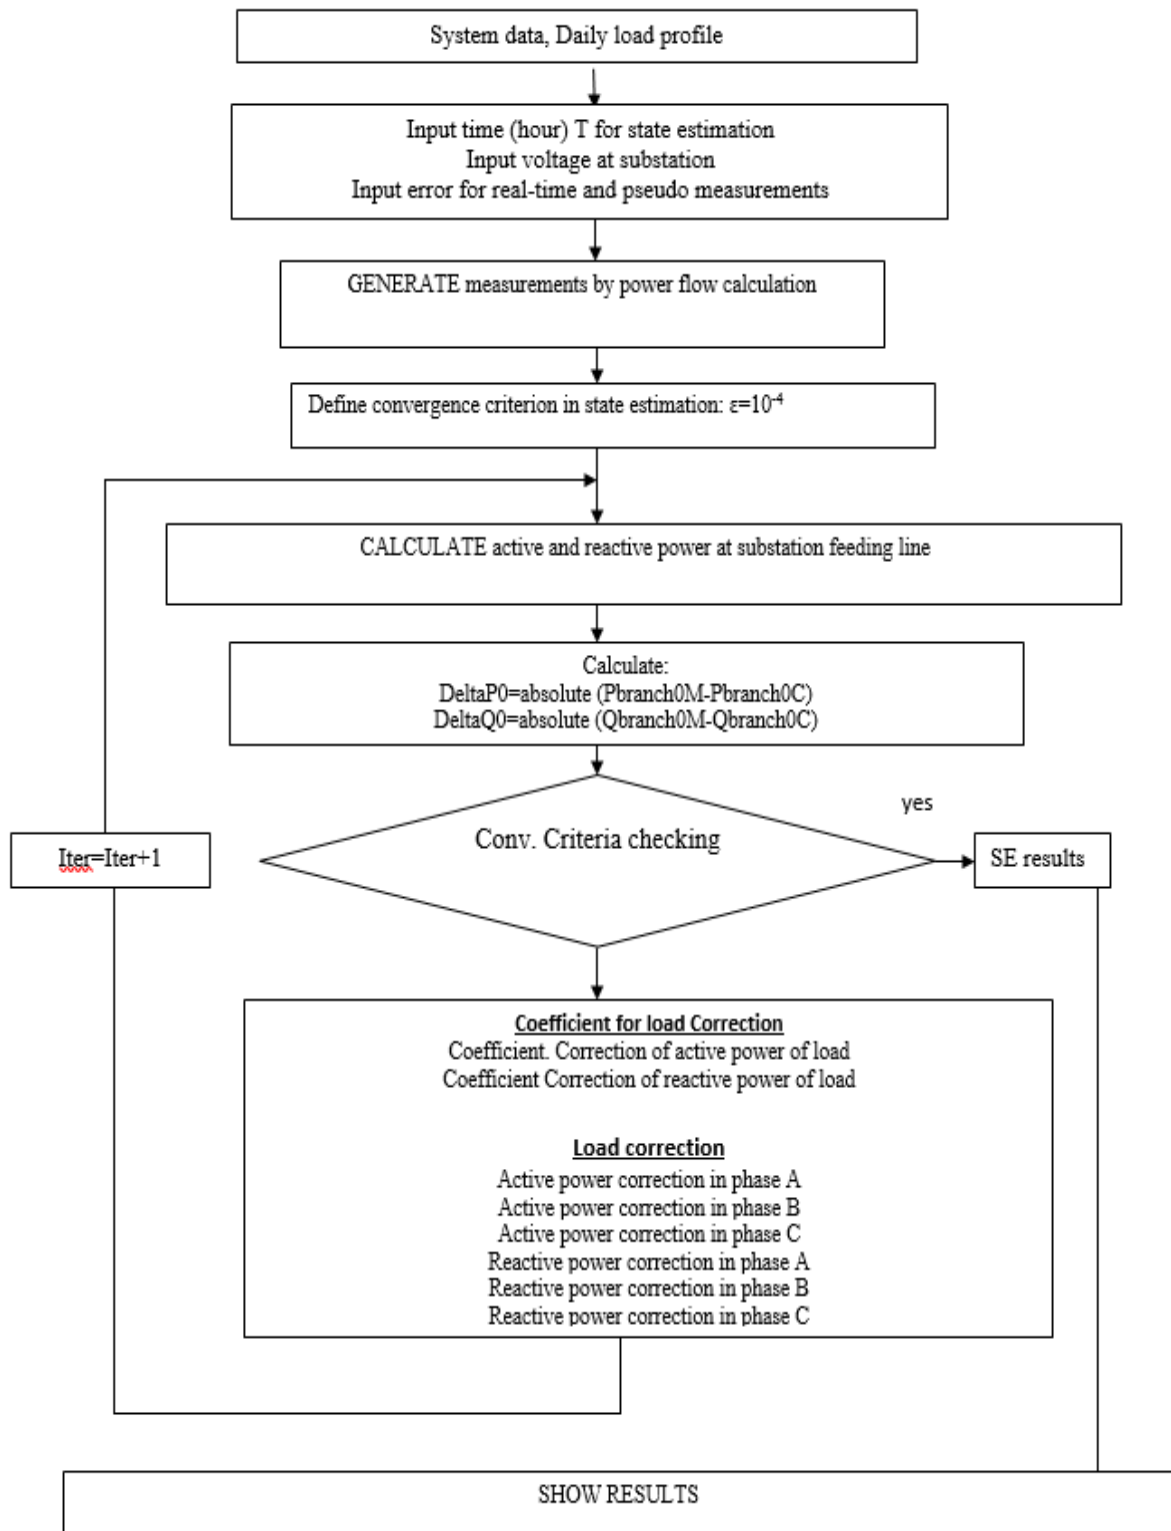 System data, Daily load profile
Input time (hour) T for state estimation
Input voltage at substation
Input error for real-time and pseudo measurements
GENERATE measurements by power flow calculation
Define convergence criterion in state estimation: ε=10⁻⁴
CALCULATE active and reactive power at substation feeding line
Calculate:
DeltaP0=absolute (Pbranch0M-Pbranch0C)
DeltaQ0=absolute (Qbranch0M-Qbranch0C)
yes
Conv. Criteria checking
Iter=Iter+1
SE results
Coefficient for load Correction
Coefficient. Correction of active power of load
Coefficient Correction of reactive power of load
Load correction
Active power correction in phase A
Active power correction in phase B
Active power correction in phase C
Reactive power correction in phase A
Reactive power correction in phase B
Reactive power correction in phase C
SHOW RESULTS